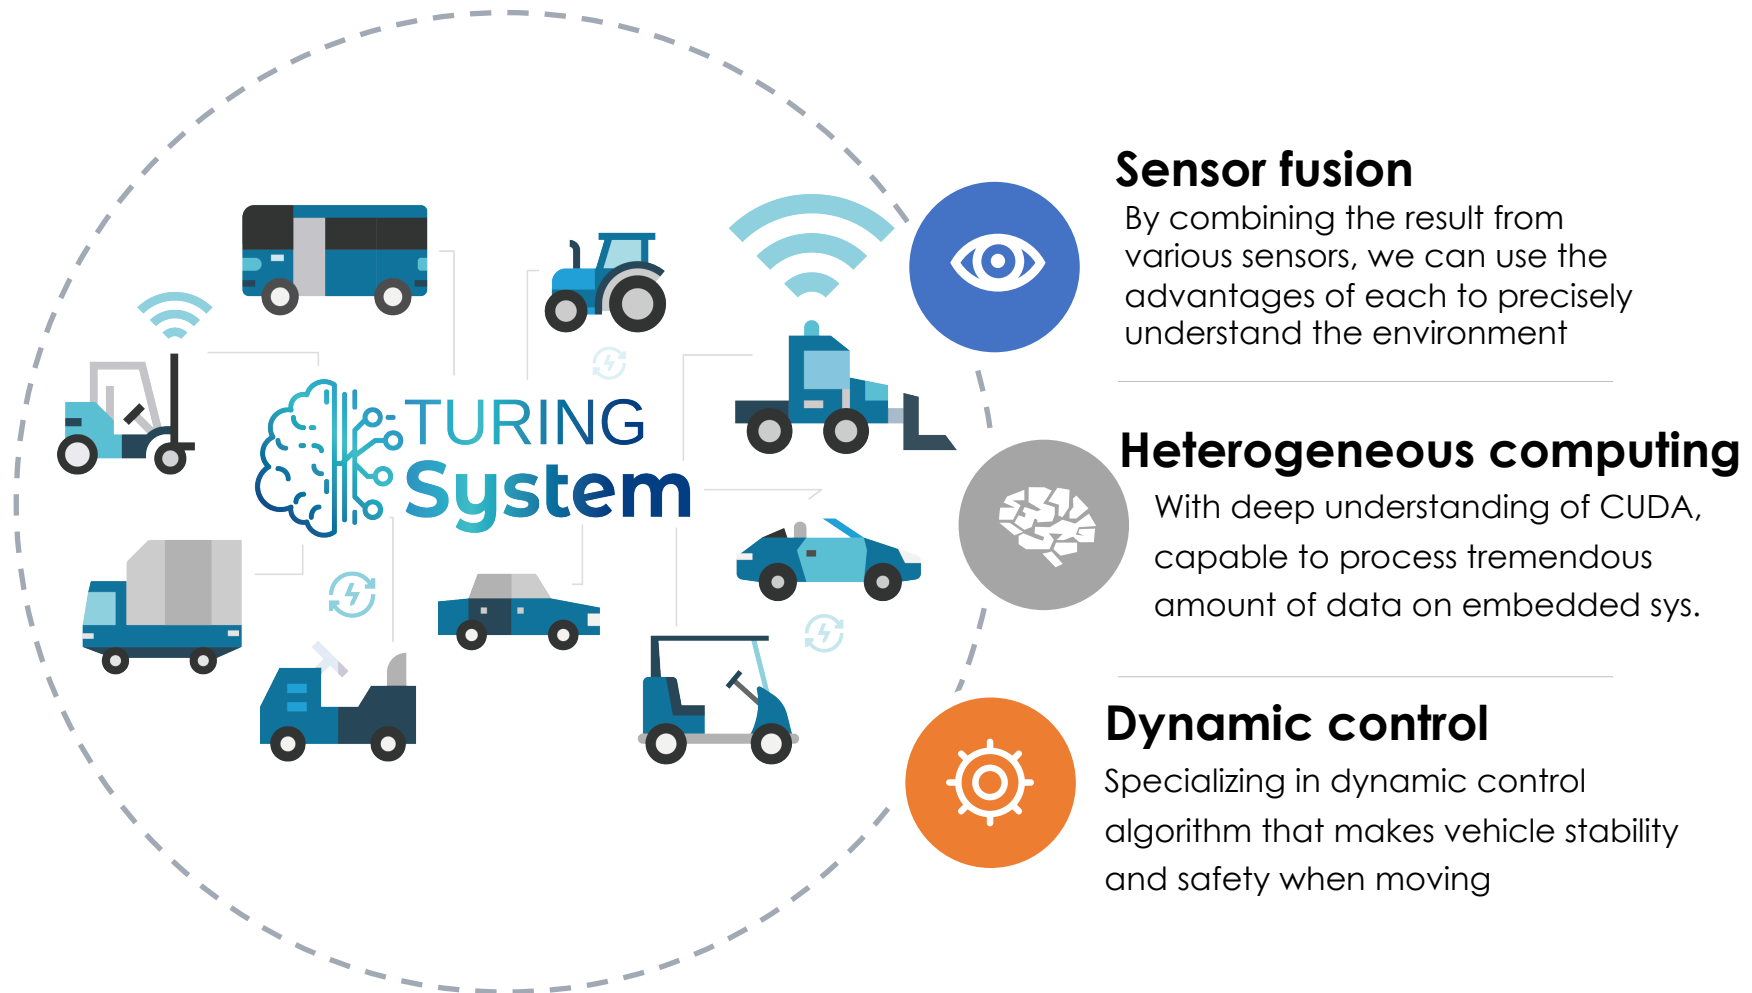 TURING
System
Sensor fusion
By combining the result from
various sensors, we can use the
advantages of each to precisely
understand the environment
Heterogeneous computing
With deep understanding of CUDA,
capable to process tremendous
amount of data on embedded sys.
Dynamic control
Specializing in dynamic control
algorithm that makes vehicle stability
and safety when moving